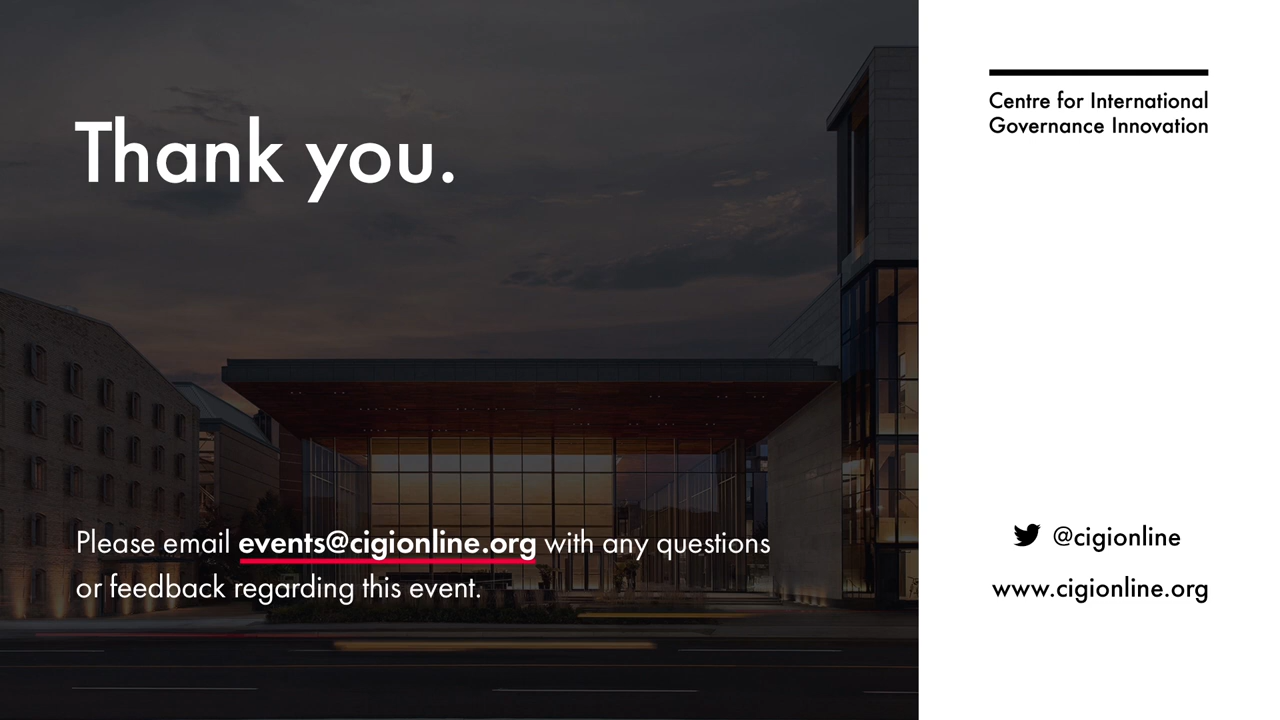 Thank you.
Please email events@cigionline.org with any questions
or feedback regarding this event.
Centre for International
Governance Innovation
@cigionline
www.cigionline.org